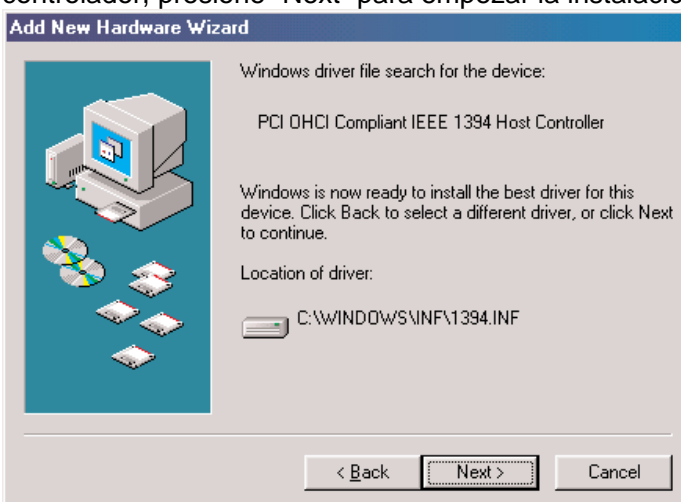 controlador, presione "Next" para empezar la instalació
Add New Hardware Wizard
Windows driver file search for the device:
PCI OHCI Compliant IEEE 1394 Host Controller
Windows is now ready to install the best driver for this
device. Click Back to select a different driver, or click Next
to continue.
Location of driver:
C:\WINDOWS\INF\1394.INF
< Back
Next >
Cancel